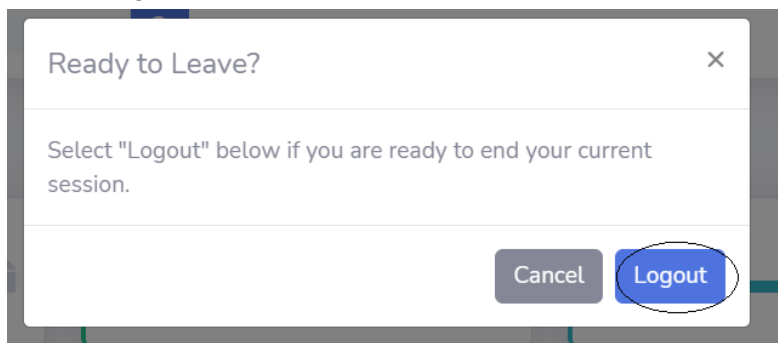 Ready to Leave? ×
Select "Logout" below if you are ready to end your current
session.
Cancel Logout